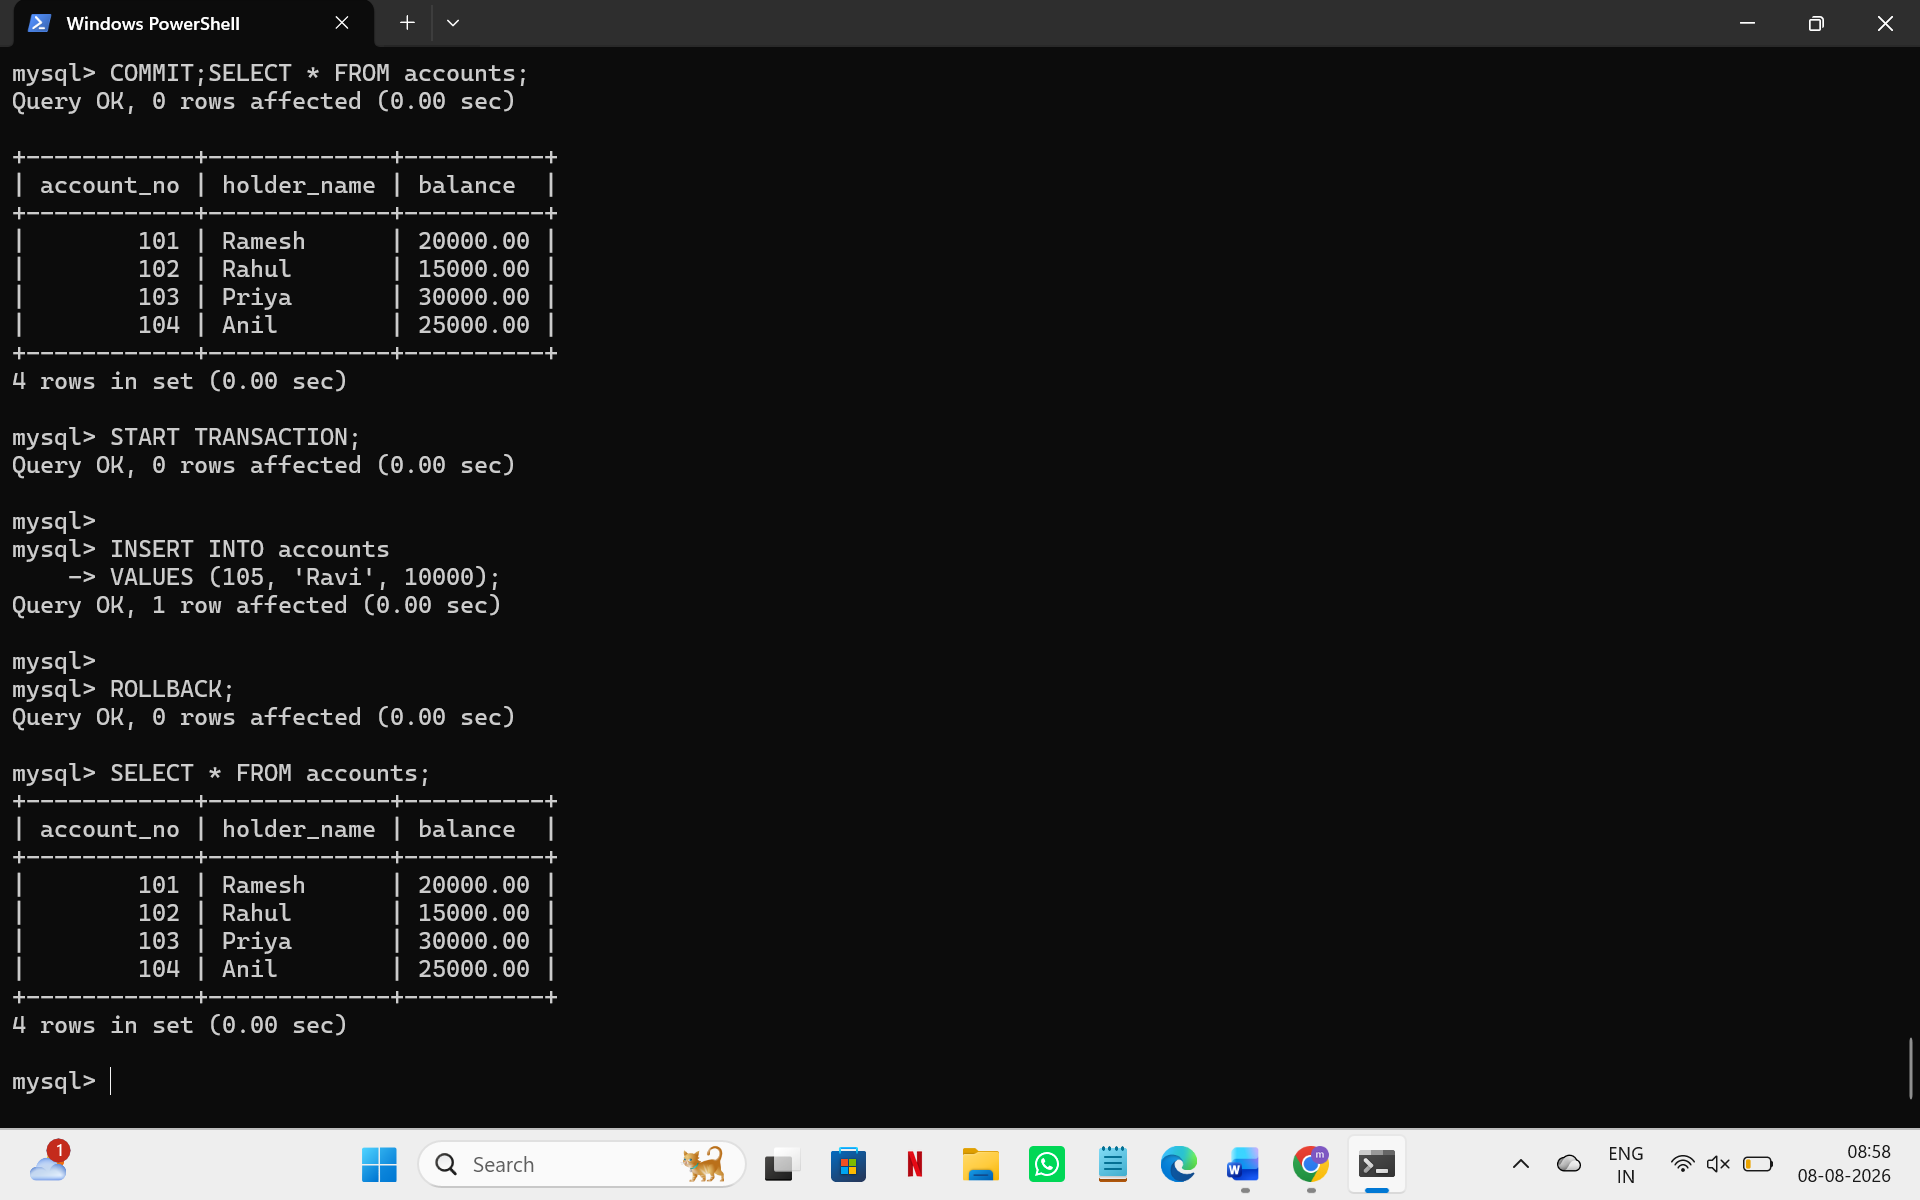 Windows PowerShell
mysql> COMMIT;SELECT * FROM accounts;
Query OK, 0 rows affected (0.00 sec)
+------------+-------------+----------+
| account_no | holder_name | balance  |
+------------+-------------+----------+
|        101 | Ramesh      | 20000.00 |
|        102 | Rahul       | 15000.00 |
|        103 | Priya       | 30000.00 |
|        104 | Anil        | 25000.00 |
+------------+-------------+----------+
4 rows in set (0.00 sec)
mysql> START TRANSACTION;
Query OK, 0 rows affected (0.00 sec)
mysql>
mysql> INSERT INTO accounts
    -> VALUES (105, 'Ravi', 10000);
Query OK, 1 row affected (0.00 sec)
mysql>
mysql> ROLLBACK;
Query OK, 0 rows affected (0.00 sec)
mysql> SELECT * FROM accounts;
+------------+-------------+----------+
| account_no | holder_name | balance  |
+------------+-------------+----------+
|        101 | Ramesh      | 20000.00 |
|        102 | Rahul       | 15000.00 |
|        103 | Priya       | 30000.00 |
|        104 | Anil        | 25000.00 |
+------------+-------------+----------+
4 rows in set (0.00 sec)
mysql>
1
Search
N
W
m
ENG
IN
08:58
08-08-2026